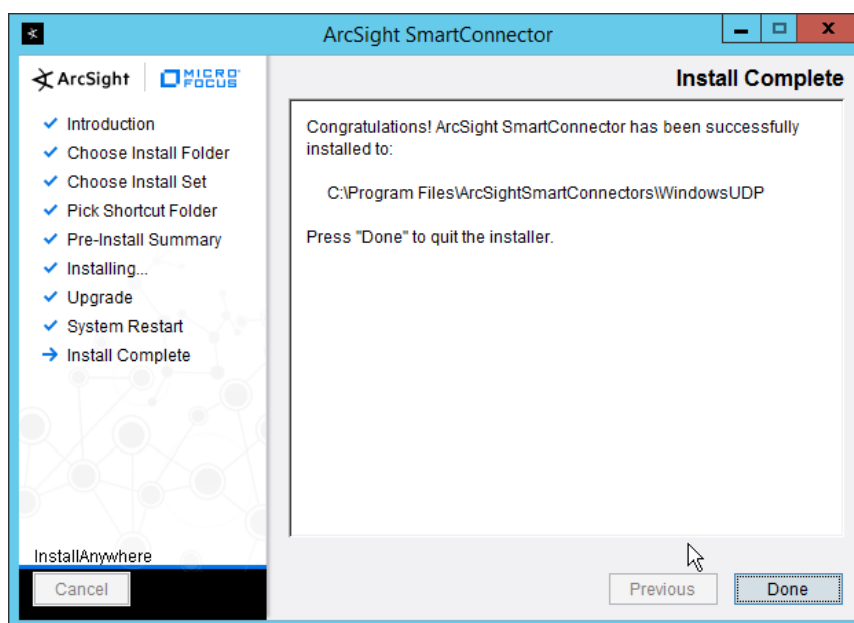 ArcSight SmartConnector
ArcSight
MICRO
FOCUS
Install Complete
Introduction
Choose Install Folder
Choose Install Set
Pick Shortcut Folder
Pre-Install Summary
Installing...
Upgrade
System Restart
Install Complete
Congratulations! ArcSight SmartConnector has been successfully
installed to:
C:\Program Files\ArcSightSmartConnectors\WindowsUDP
Press "Done" to quit the installer.
InstallAnywhere
Cancel
Previous
Done